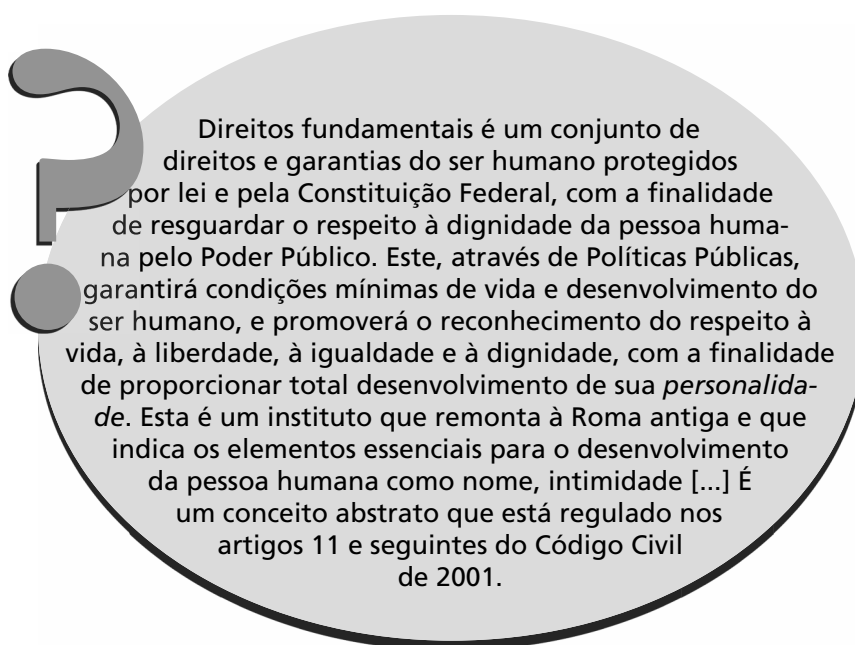 Direitos fundamentais é um conjunto de
direitos e garantias do ser humano protegidos
por lei e pela Constituição Federal, com a finalidade
de resguardar o respeito à dignidade da pessoa huma-
na pelo Poder Público. Este, através de Políticas Públicas,
garantirá condições mínimas de vida e desenvolvimento do
ser humano, e promoverá o reconhecimento do respeito à
vida, à liberdade, à igualdade e à dignidade, com a finalidade
de proporcionar total desenvolvimento de sua personalida-
de. Esta é um instituto que remonta à Roma antiga e que
indica os elementos essenciais para o desenvolvimento
da pessoa humana como nome, intimidade [...] É
um conceito abstrato que está regulado nos
artigos 11 e seguintes do Código Civil
de 2001.